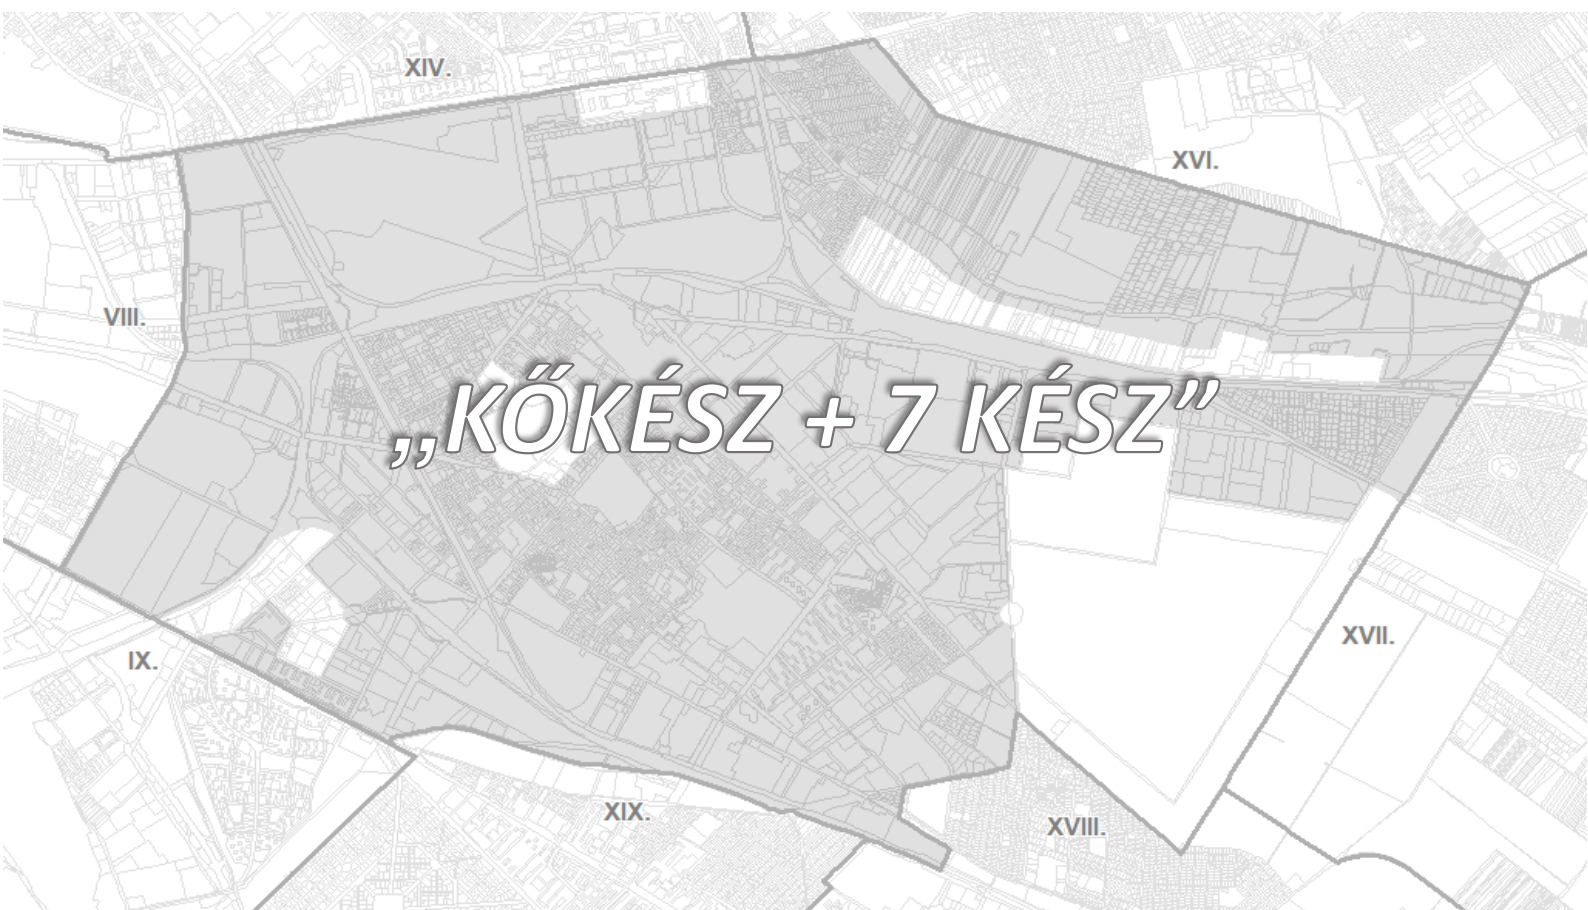 XIV.
XVI.
VIII.
„KŐKÉSZ + 7 KÉSZ”
XVII.
IX.
XIX.
XVIII.